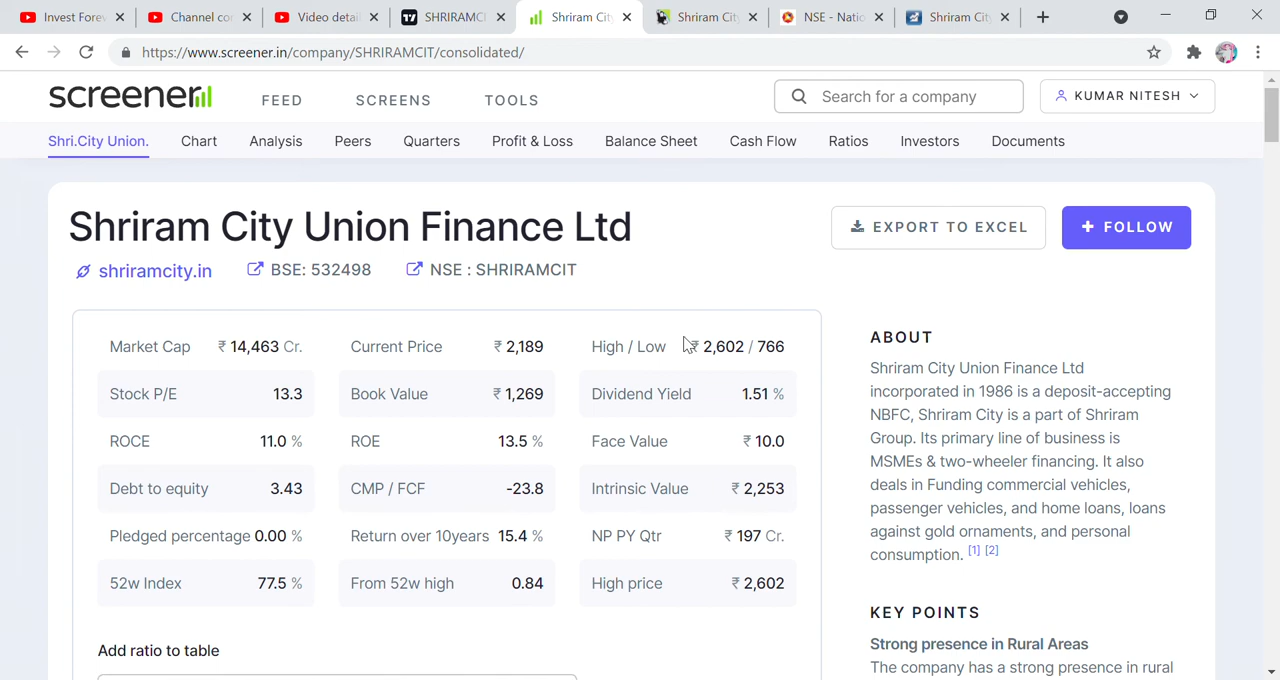 Invest Forev
Channel co
Video detai
SHRIRAMC
Shriram Cit
Shriram City
NSE - Natio
Shriram City
https://www.screener.in/company/SHRIRAMCIT/consolidated/
screener
FEED
SCREENS
TOOLS
Search for a company
KUMAR NITESH
Shri.City Union.
Chart
Analysis
Peers
Quarters
Profit & Loss
Balance Sheet
Cash Flow
Ratios
Investors
Documents
Shriram City Union Finance Ltd
EXPORT TO EXCEL
+ FOLLOW
shriramcity.in
BSE: 532498
NSE : SHRIRAMCIT
Market Cap ₹ 14,463 Cr.
Current Price ₹ 2,189
High / Low ₹ 2,602 / 766
Stock P/E 13.3
Book Value ₹ 1,269
Dividend Yield 1.51 %
ROCE 11.0 %
ROE 13.5 %
Face Value ₹ 10.0
Debt to equity 3.43
CMP / FCF -23.8
Intrinsic Value ₹ 2,253
Pledged percentage 0.00 %
Return over 10years 15.4 %
NP PY Qtr ₹ 197 Cr.
52w Index 77.5 %
From 52w high 0.84
High price ₹ 2,602
Add ratio to table
ABOUT
Shriram City Union Finance Ltd
incorporated in 1986 is a deposit-accepting
NBFC, Shriram City is a part of Shriram
Group. Its primary line of business is
MSMEs & two-wheeler financing. It also
deals in Funding commercial vehicles,
passenger vehicles, and home loans, loans
against gold ornaments, and personal
consumption. [1] [2]
KEY POINTS
Strong presence in Rural Areas
The company has a strong presence in rural